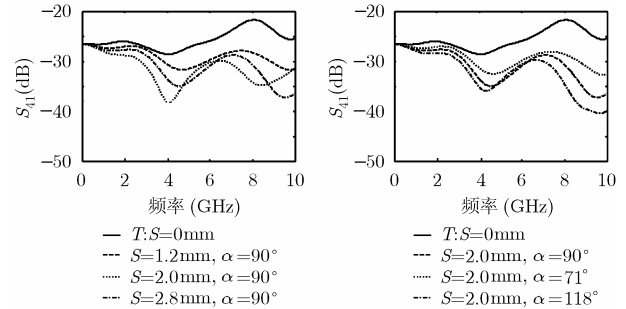 −20
−30
−40
−50
S41(dB)
0 2 4 6 8 10
频率 (GHz)
T:S=0mm
S=1.2mm, α=90°
S=2.0mm, α=90°
S=2.8mm, α=90°
−20
−30
−40
−50
S41(dB)
0 2 4 6 8 10
频率 (GHz)
T:S=0mm
S=2.0mm, α=90°
S=2.0mm, α=71°
S=2.0mm, α=118°